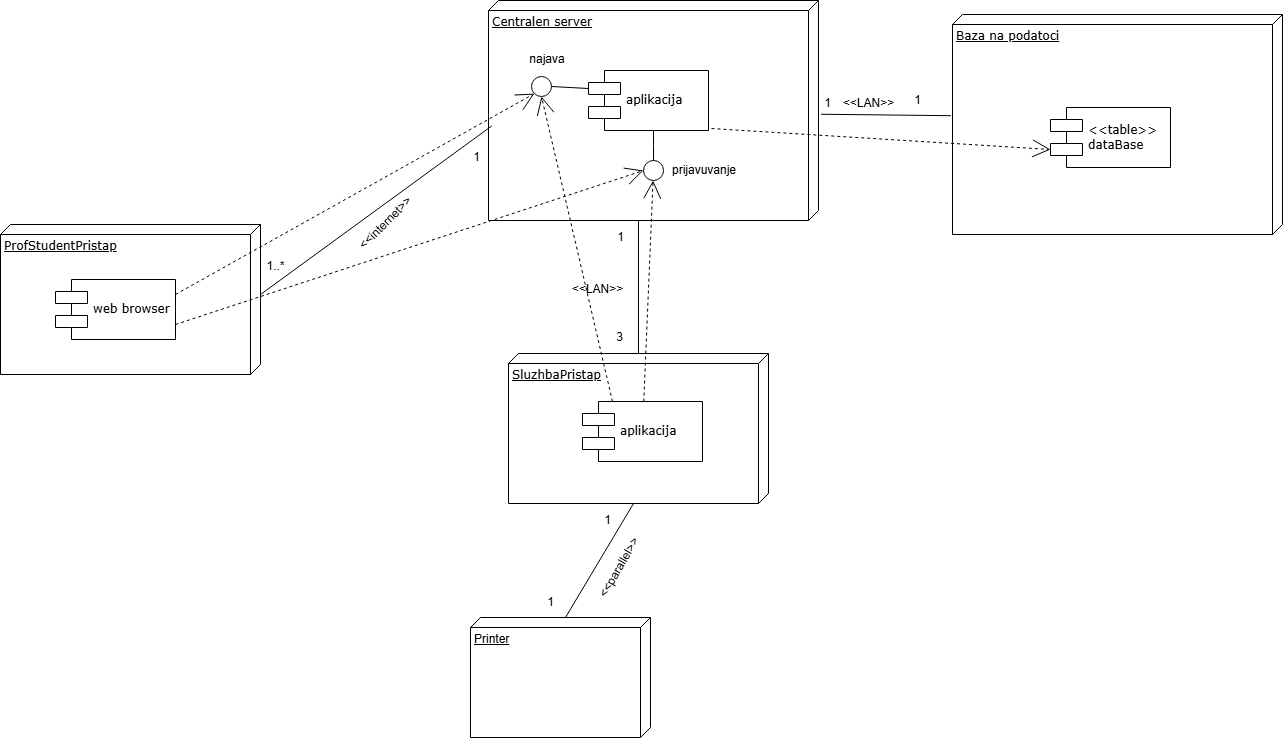 Centralen server
najava
aplikacija
prijavuvanje
Baza na podatoci
<<table>>
dataBase
1 <<LAN>> 1
1
<<internet>>
1..*
ProfStudentPristap
web browser
1
<<LAN>>
3
SluzhbaPristap
aplikacija
1
<<parallel>>
1
Printer